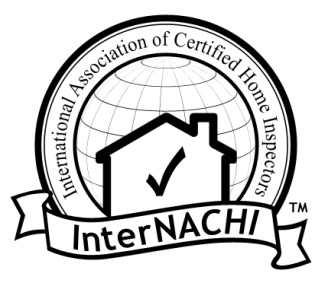 International Association of Certified Home Inspectors
InterNACHI
TM